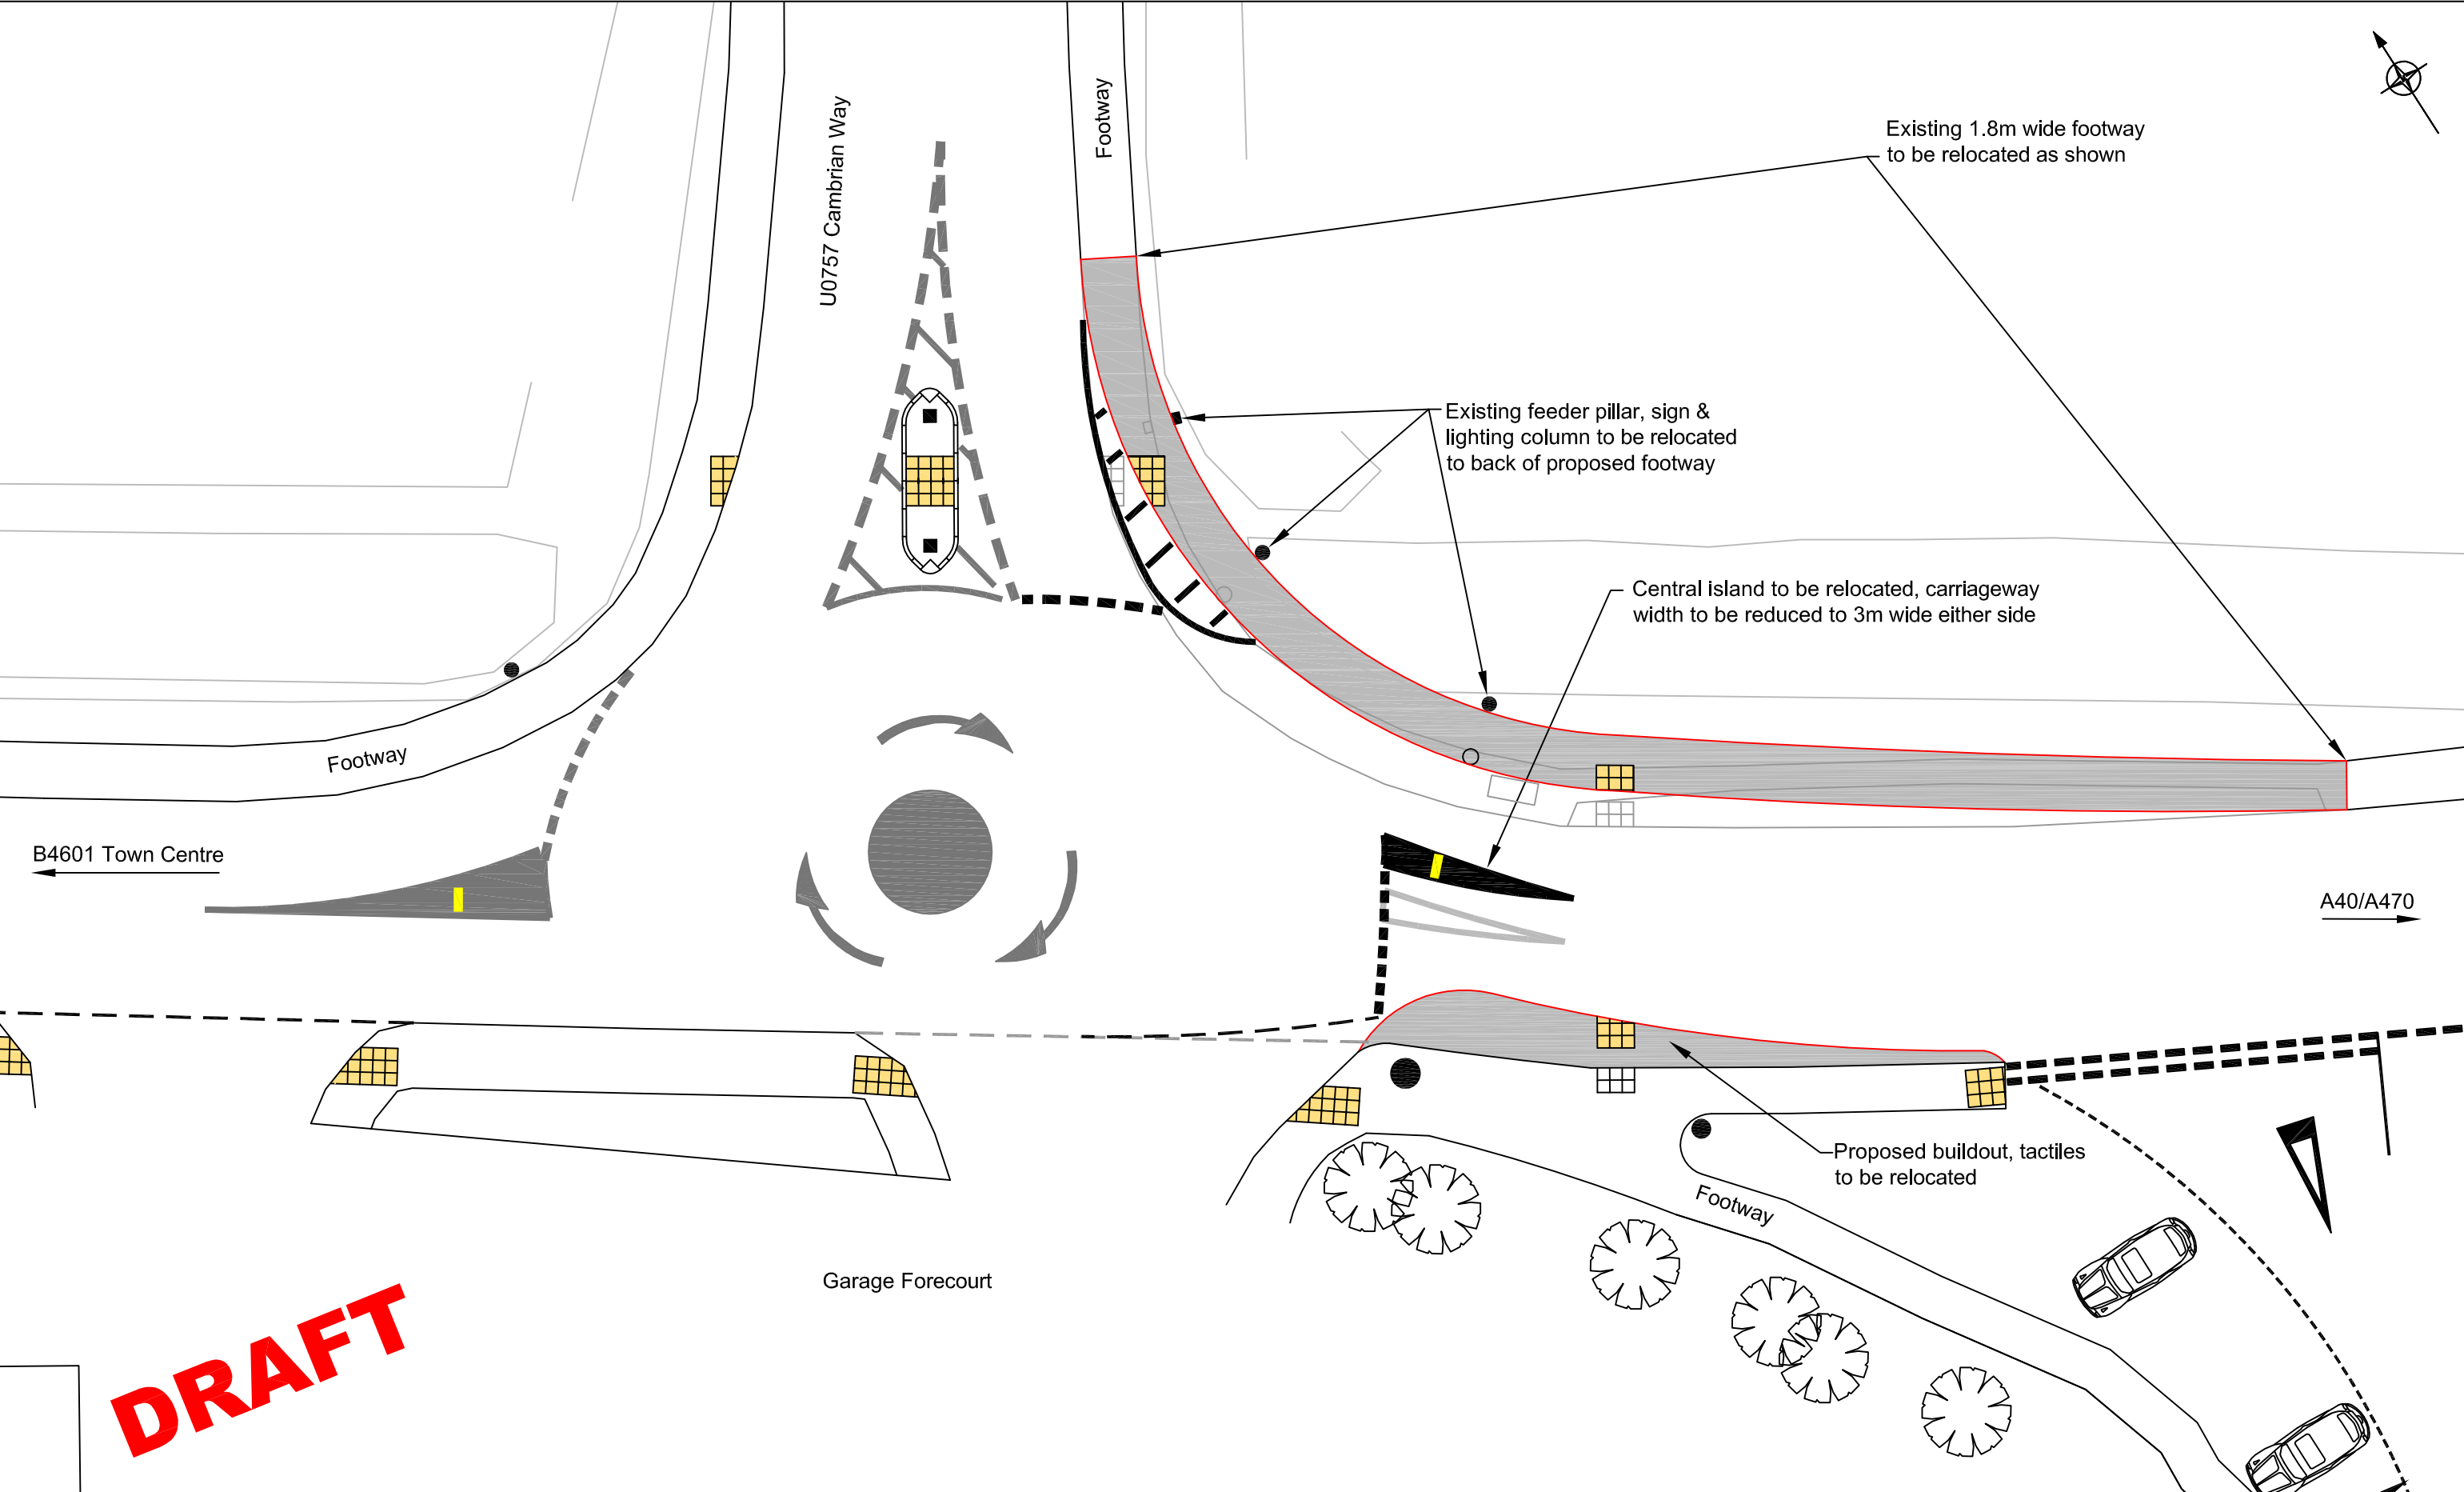 Footway
U0757 Cambrian Way
Existing 1.8m wide footway
to be relocated as shown
Existing feeder pillar, sign &
lighting column to be relocated
to back of proposed footway
Central island to be relocated, carriageway
width to be reduced to 3m wide either side
Footway
B4601 Town Centre
A40/A470
Proposed buildout, tactiles
to be relocated
Footway
Garage Forecourt
DRAFT